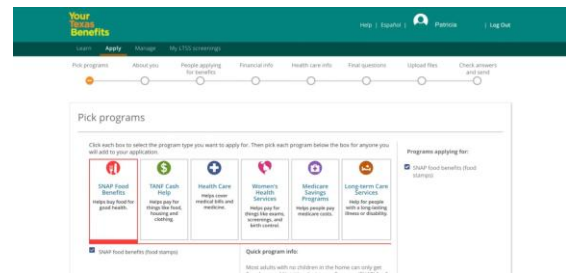 Your
Texas
Benefits
Help | Español | Patricia | Log Out
Learn Apply Manage My LTSS screenings
Pick programs About you People applying for benefits Financial info Health care info Final questions Upload files Check answers and send
Pick programs
Click each box to select the program type you want to apply for. Then pick each program below the box for anyone you
will add to your application.
Programs applying for:
SNAP food benefits (food
stamps)
SNAP Food
Benefits
Helps buy food for
good health.
TANF Cash
Help
Helps pay for
things like food,
housing and
clothing.
Health Care
Helps cover
medical bills and
medicine.
Women's
Health
Services
Helps pay for
things like exams,
screenings, and
birth control.
Medicare
Savings
Programs
Helps people pay
medicare costs.
Long-term Care
Services
Help for people
with a long-lasting
illness or disability.
SNAP food benefits (food stamps)
Quick program info:
Most adults with no children in the home can only get